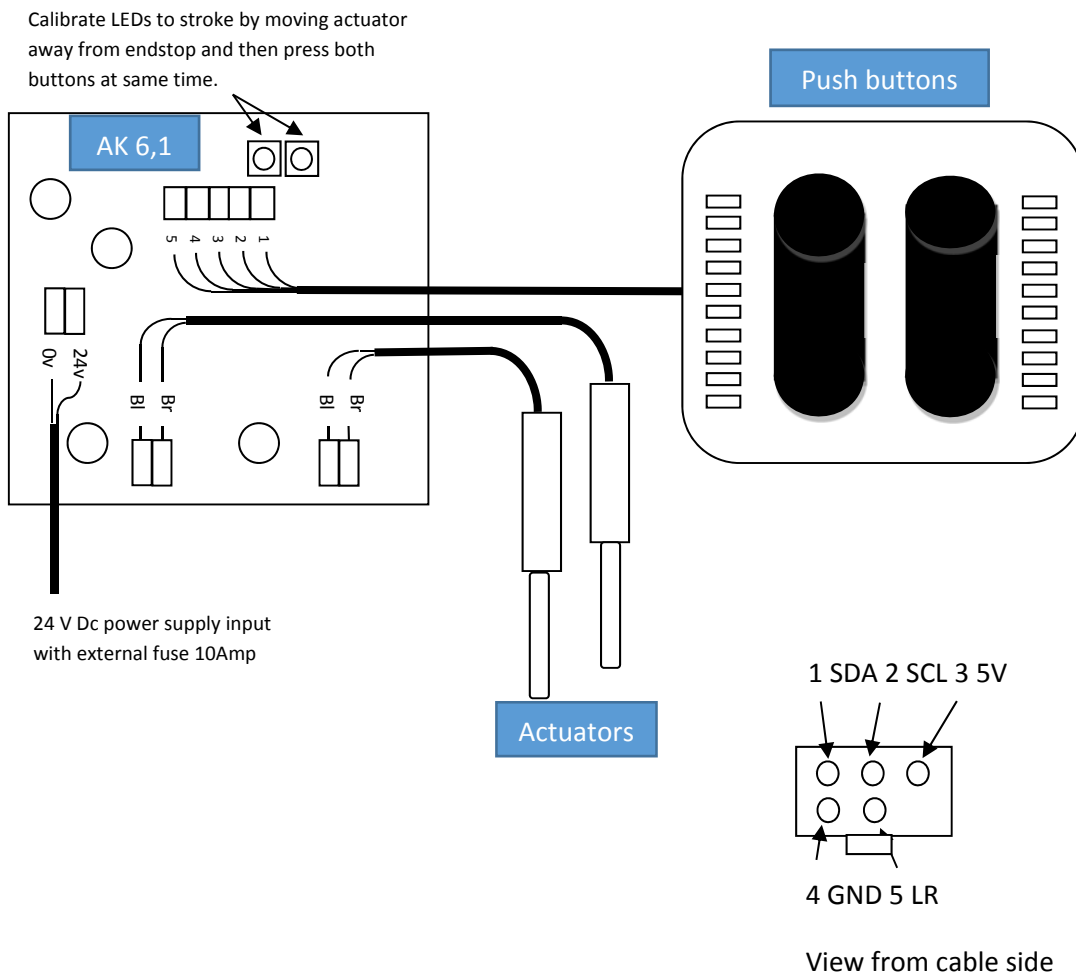 Calibrate LEDs to stroke by moving actuator
away from endstop and then press both
buttons at same time.
Push buttons
AK 6,1
5 4 3 2 1
0v 24v
Bl Br
Bl Br
24 V Dc power supply input
with external fuse 10Amp
Actuators
1 SDA 2 SCL 3 5V
4 GND 5 LR
View from cable side